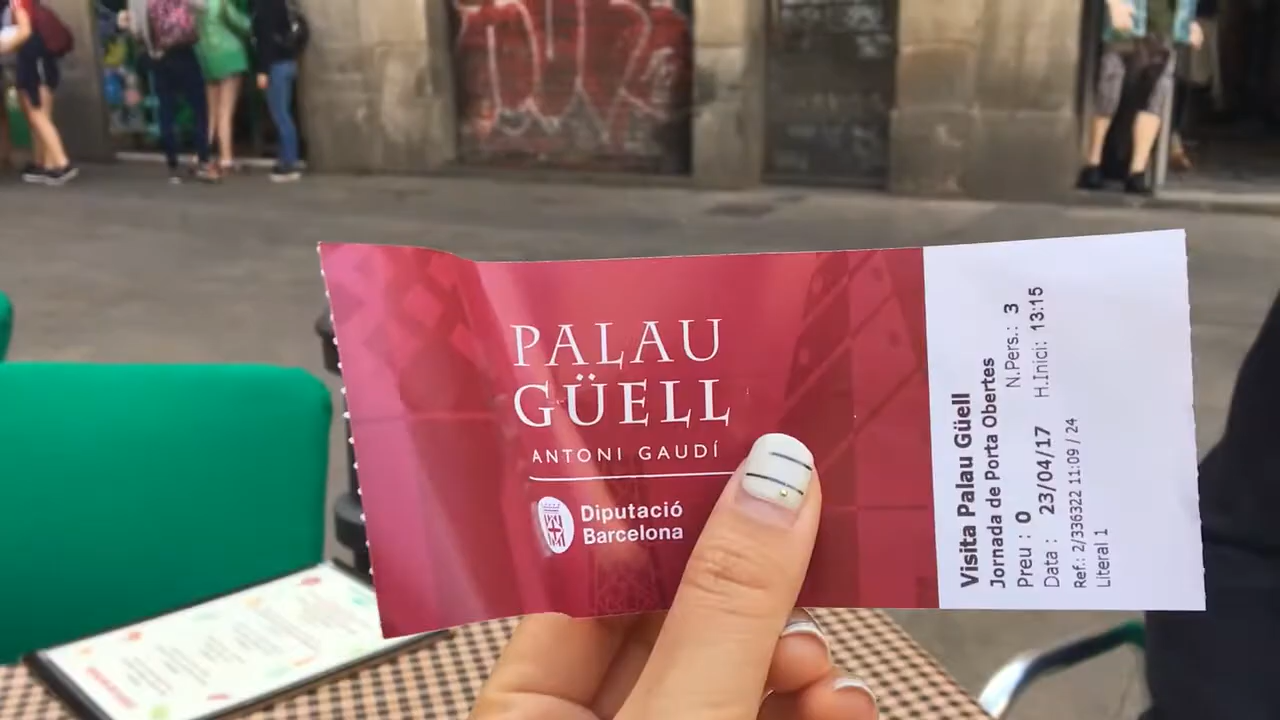 PALAU
GÜELL
ANTONI GAUDÍ
Diputació
Barcelona
Visita Palau Güell
Jornada de Porta Obertes
Preu : 0 N.Pers.: 3
Data : 23/04/17 H.Inici: 13:15
Ref.: 2/336322 11:09 / 24
Literal 1